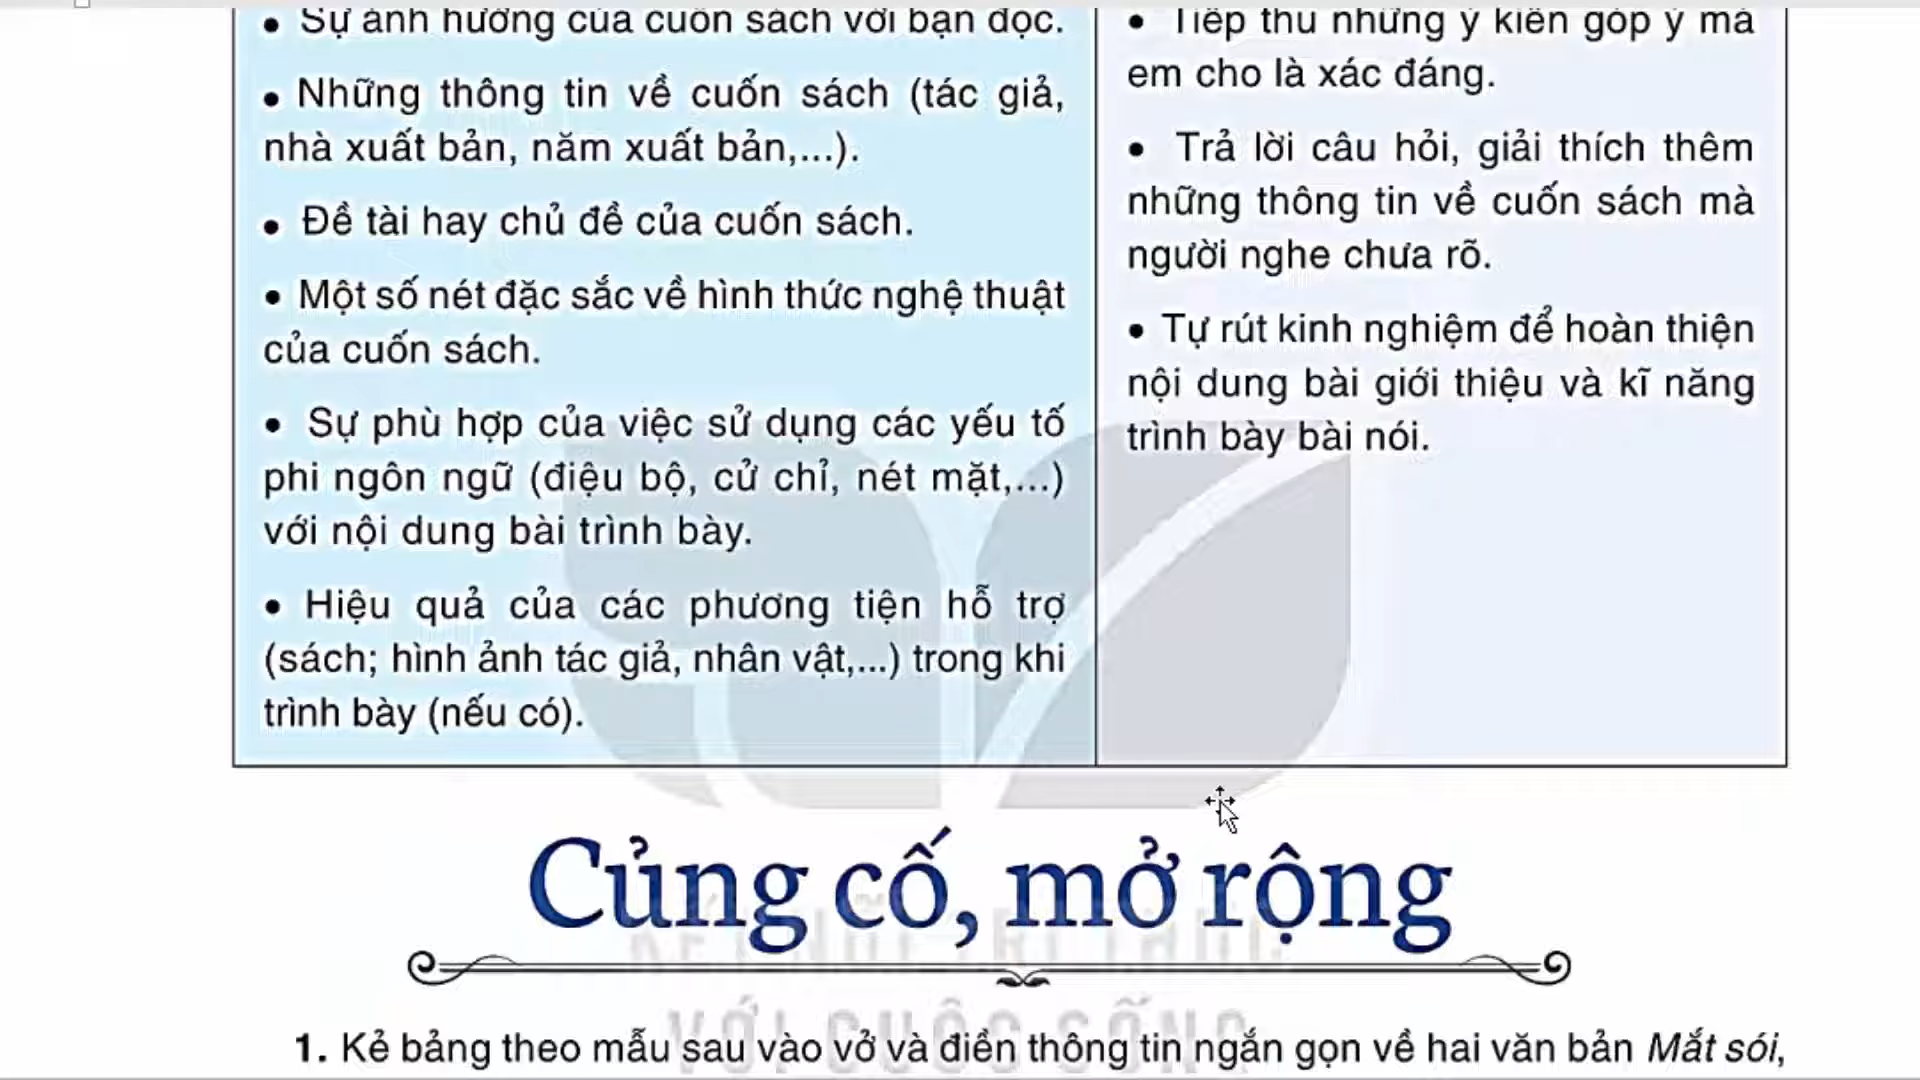 • Sự ảnh hưởng của cuốn sách với bạn đọc.
• Những thông tin về cuốn sách (tác giả,
nhà xuất bản, năm xuất bản,...).
• Đề tài hay chủ đề của cuốn sách.
• Một số nét đặc sắc về hình thức nghệ thuật
của cuốn sách.
• Sự phù hợp của việc sử dụng các yếu tố
phi ngôn ngữ (điệu bộ, cử chỉ, nét mặt,...)
với nội dung bài trình bày.
• Hiệu quả của các phương tiện hỗ trợ
(sách; hình ảnh tác giả, nhân vật,...) trong khi
trình bày (nếu có).
• Tiếp thu những ý kiến góp ý mà
em cho là xác đáng.
• Trả lời câu hỏi, giải thích thêm
những thông tin về cuốn sách mà
người nghe chưa rõ.
• Tự rút kinh nghiệm để hoàn thiện
nội dung bài giới thiệu và kĩ năng
trình bày bài nói.
Củng cố, mở rộng
KẾT NỐI TRI THỨC
VỚI CUỘC SỐNG
1. Kẻ bảng theo mẫu sau vào vở và điền thông tin ngắn gọn về hai văn bản Mắt sói,